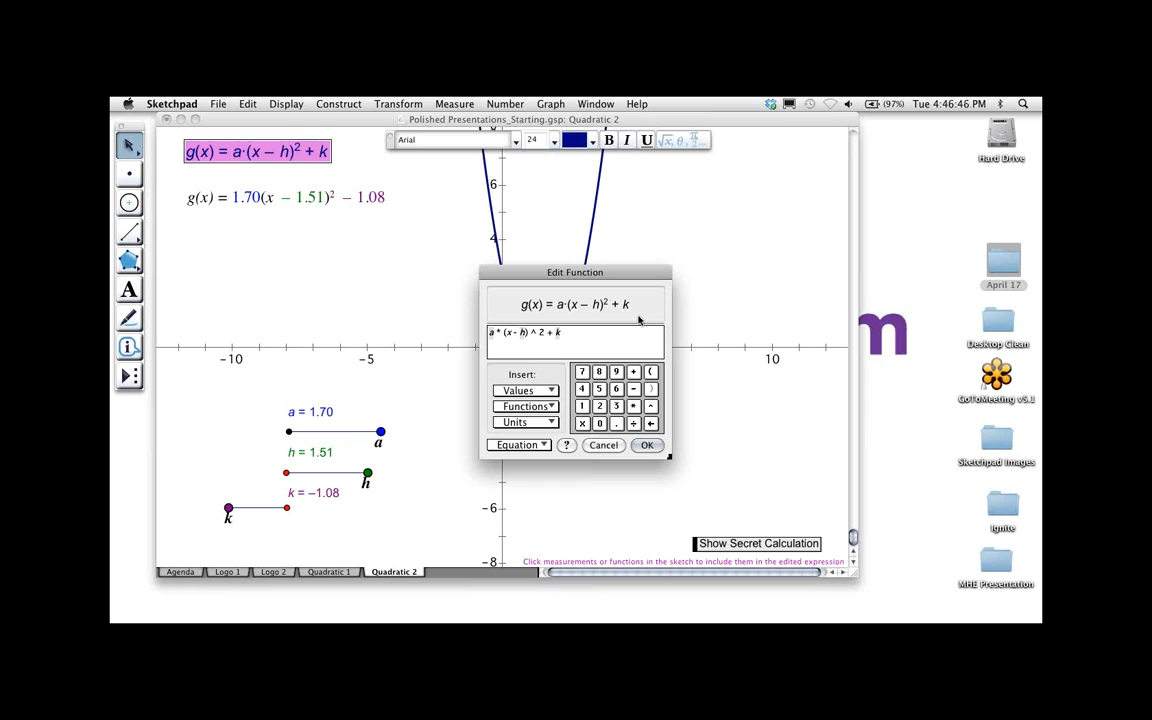 Sketchpad File Edit Display Construct Transform Measure Number Graph Window Help (97%) Tue 4:46:46 PM
Polished Presentations_Starting.gsp: Quadratic 2
Arial 24 B I U
g(x) = a·(x – h)² + k
g(x) = 1.70(x – 1.51)² – 1.08
6
4
-6
-8
-10
-5
10
a = 1.70
a
h = 1.51
h
k = –1.08
k
Edit Function
g(x) = a·(x – h)² + k
a * (x - h) ^ 2 + k
Insert:
Values
Functions
Units
7 8 9 + (
4 5 6 - )
1 2 3 * ^
x 0 . ÷ ←
Equation ? Cancel OK
Show Secret Calculation
Click measurements or functions in the sketch to include them in the edited expression
Agenda Logo 1 Logo 2 Quadratic 1 Quadratic 2
A
m
Hard Drive
April 17
Desktop Clean
GoToMeeting v5.1
Sketchpad Images
Ignite
MHE Presentation